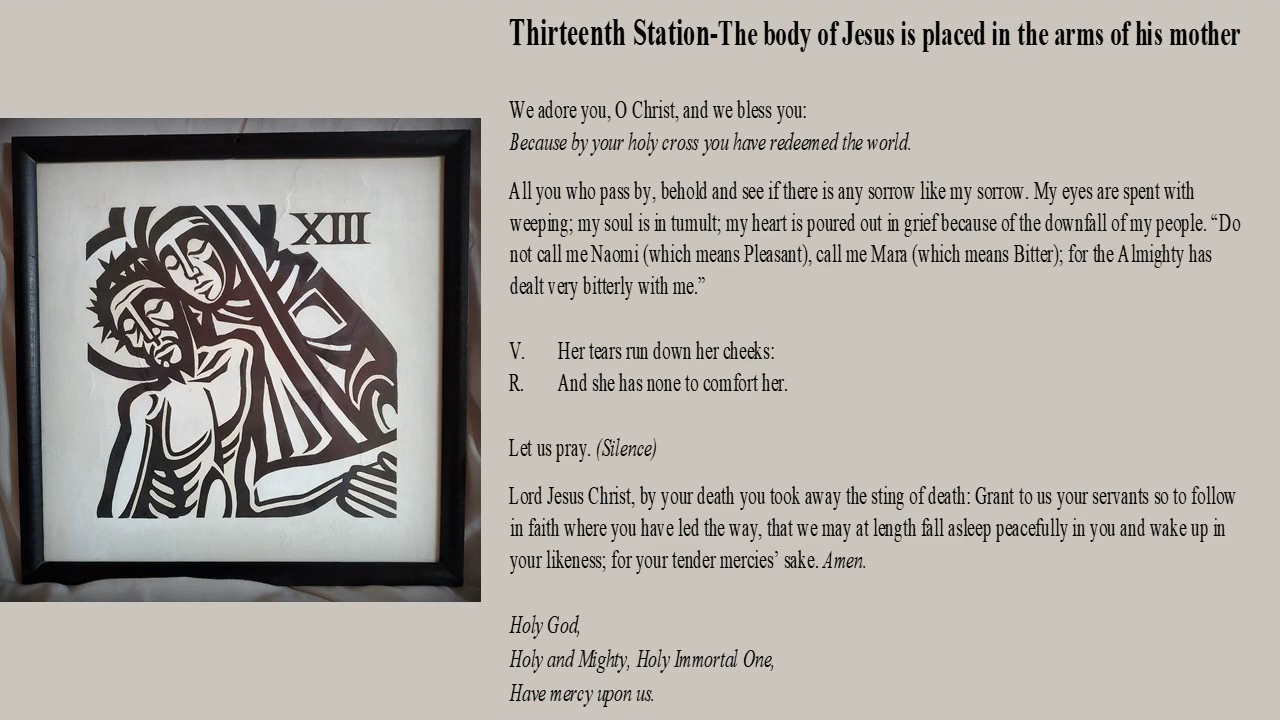 Thirteenth Station-The body of Jesus is placed in the arms of his mother
XIII
We adore you, O Christ, and we bless you:
Because by your holy cross you have redeemed the world.
All you who pass by, behold and see if there is any sorrow like my sorrow. My eyes are spent with
weeping; my soul is in tumult; my heart is poured out in grief because of the downfall of my people. “Do
not call me Naomi (which means Pleasant), call me Mara (which means Bitter); for the Almighty has
dealt very bitterly with me.”
V. Her tears run down her cheeks:
R. And she has none to comfort her.
Let us pray. (Silence)
Lord Jesus Christ, by your death you took away the sting of death: Grant to us your servants so to follow
in faith where you have led the way, that we may at length fall asleep peacefully in you and wake up in
your likeness; for your tender mercies’ sake. Amen.
Holy God,
Holy and Mighty, Holy Immortal One,
Have mercy upon us.